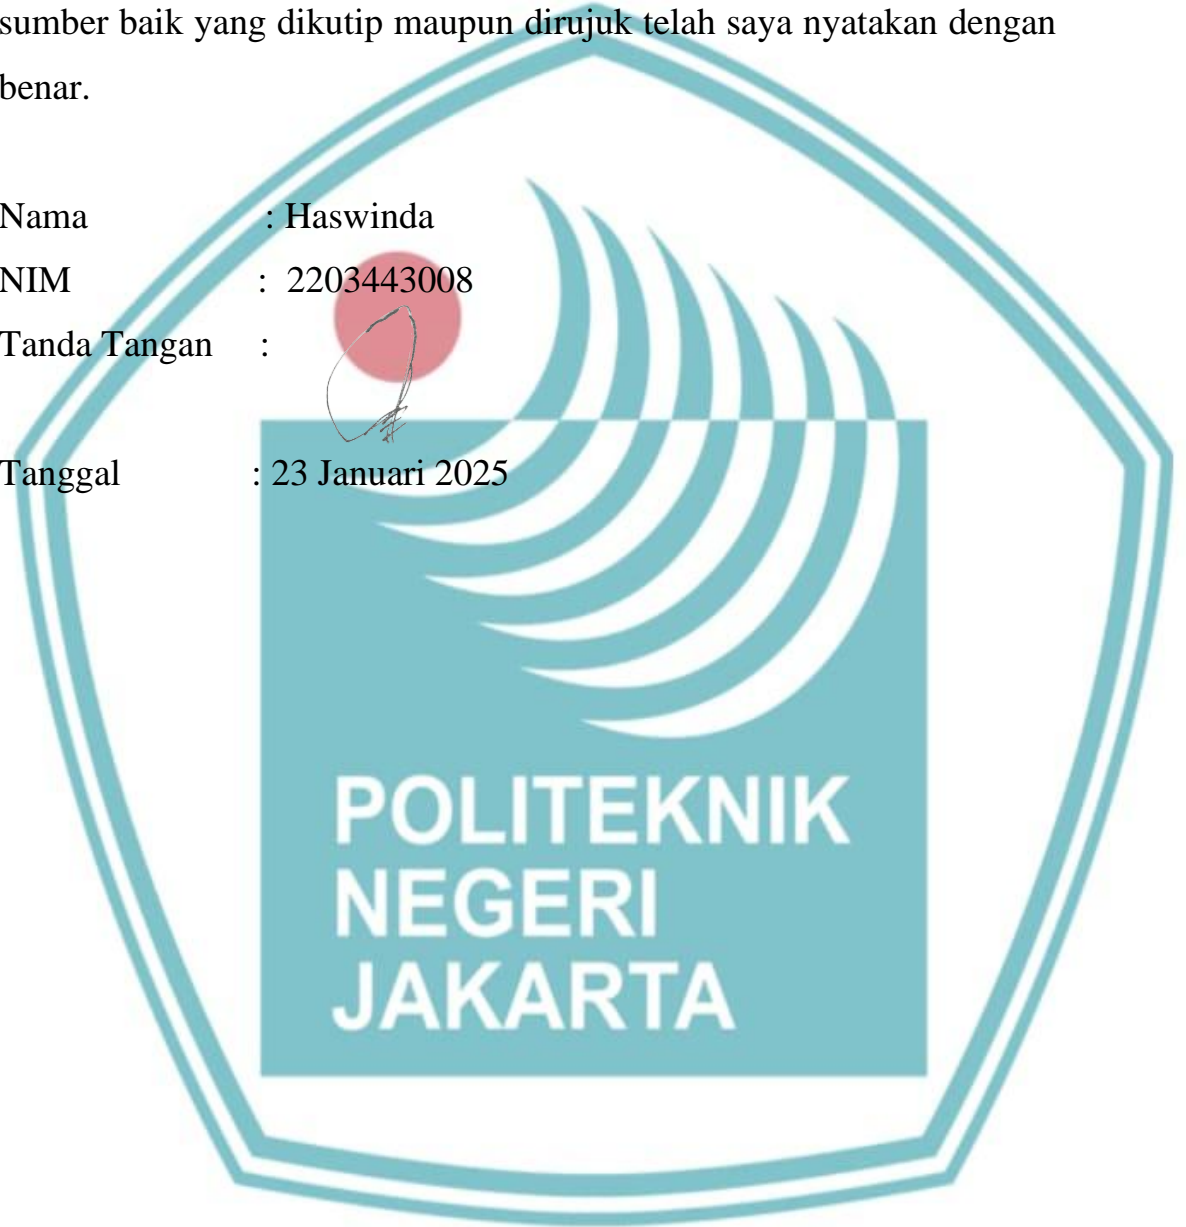 sumber baik yang dikutip maupun dirujuk telah saya nyatakan dengan
benar.
Nama : Haswinda
NIM : 2203443008
Tanda Tangan :
Tanggal : 23 Januari 2025
POLITEKNIK
NEGERI
JAKARTA